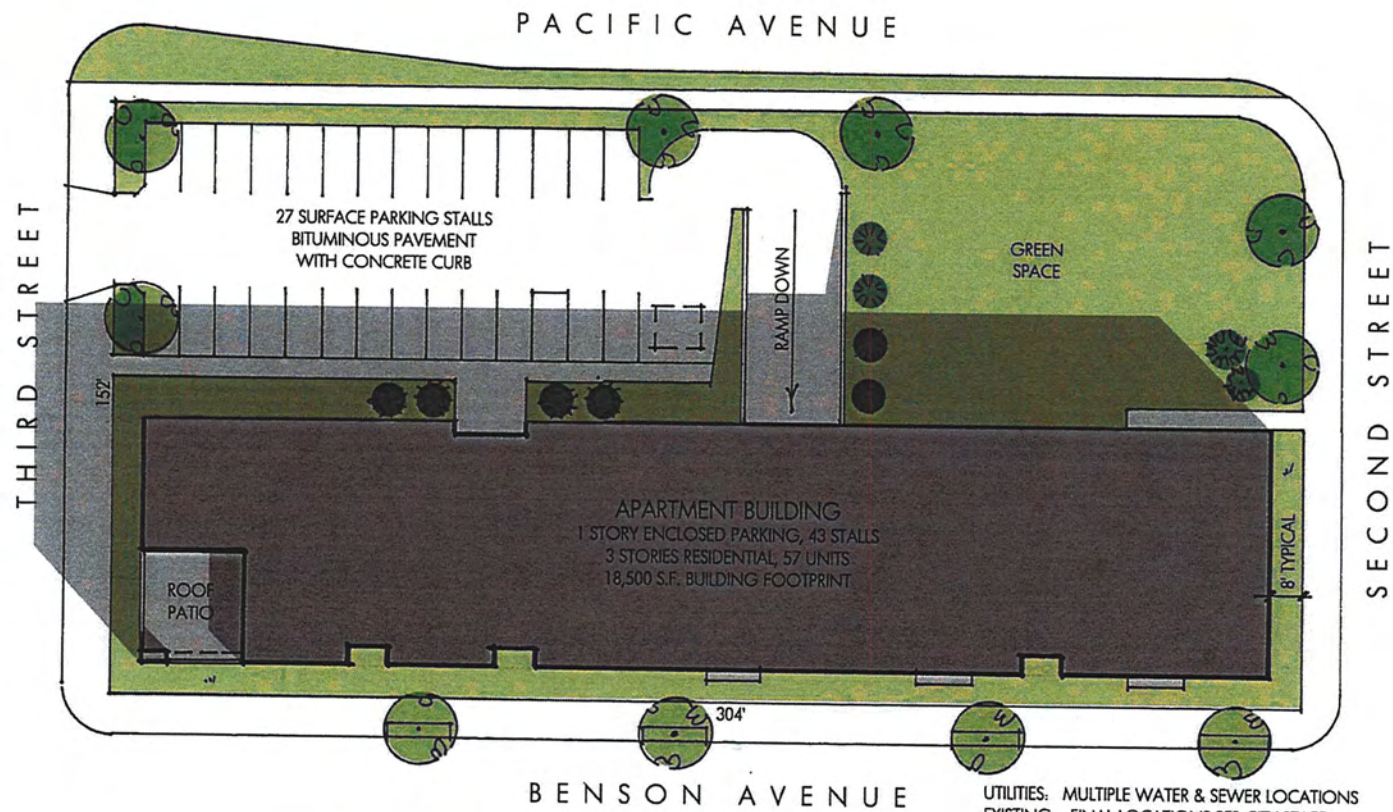 PACIFIC AVENUE
THIRD STREET
27 SURFACE PARKING STALLS
BITUMINOUS PAVEMENT
WITH CONCRETE CURB
RAMP DOWN
GREEN
SPACE
SECOND STREET
152'
APARTMENT BUILDING
1 STORY ENCLOSED PARKING, 43 STALLS
3 STORIES RESIDENTIAL, 57 UNITS
18,500 S.F. BUILDING FOOTPRINT
ROOF
PATIO
8' TYPICAL
304'
BENSON AVENUE
UTILITIES: MULTIPLE WATER & SEWER LOCATIONS